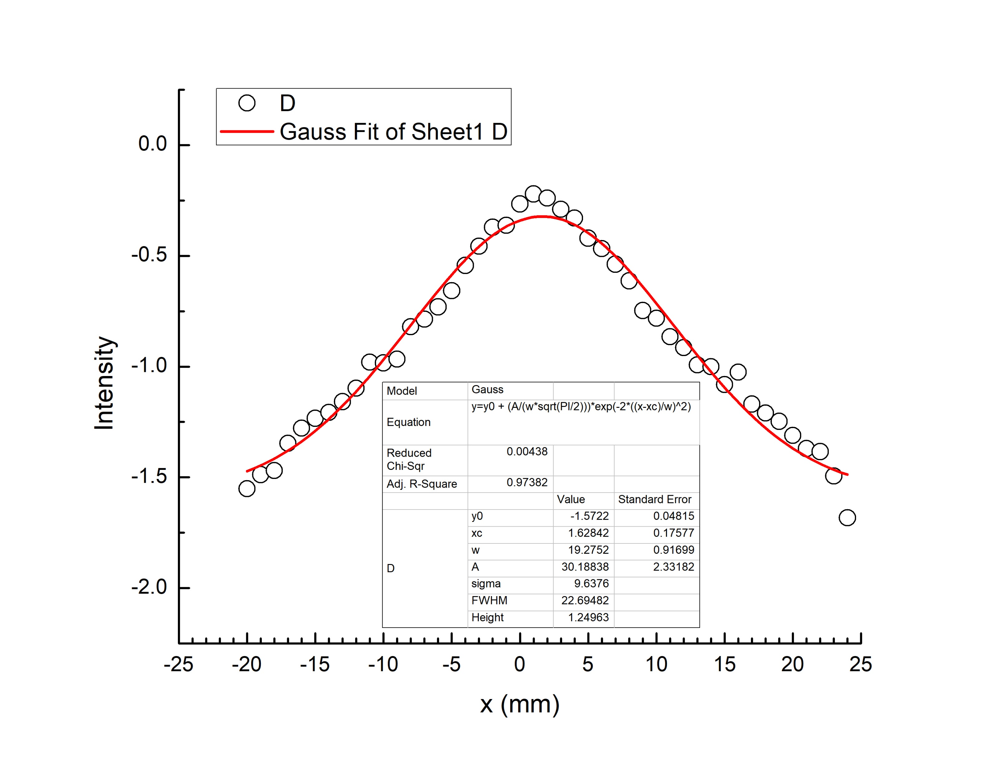 D
Gauss Fit of Sheet1 D
0.0
-0.5
-1.0
-1.5
-2.0
Intensity
Model Gauss
Equation y=y0 + (A/(w*sqrt(PI/2)))*exp(-2*((x-xc)/w)^2)
Reduced Chi-Sqr 0.00438
Adj. R-Square 0.97382
Value Standard Error
D
y0 -1.5722 0.04815
xc 1.62842 0.17577
w 19.2752 0.91699
A 30.18838 2.33182
sigma 9.6376
FWHM 22.69482
Height 1.24963
-25 -20 -15 -10 -5 0 5 10 15 20 25
x (mm)